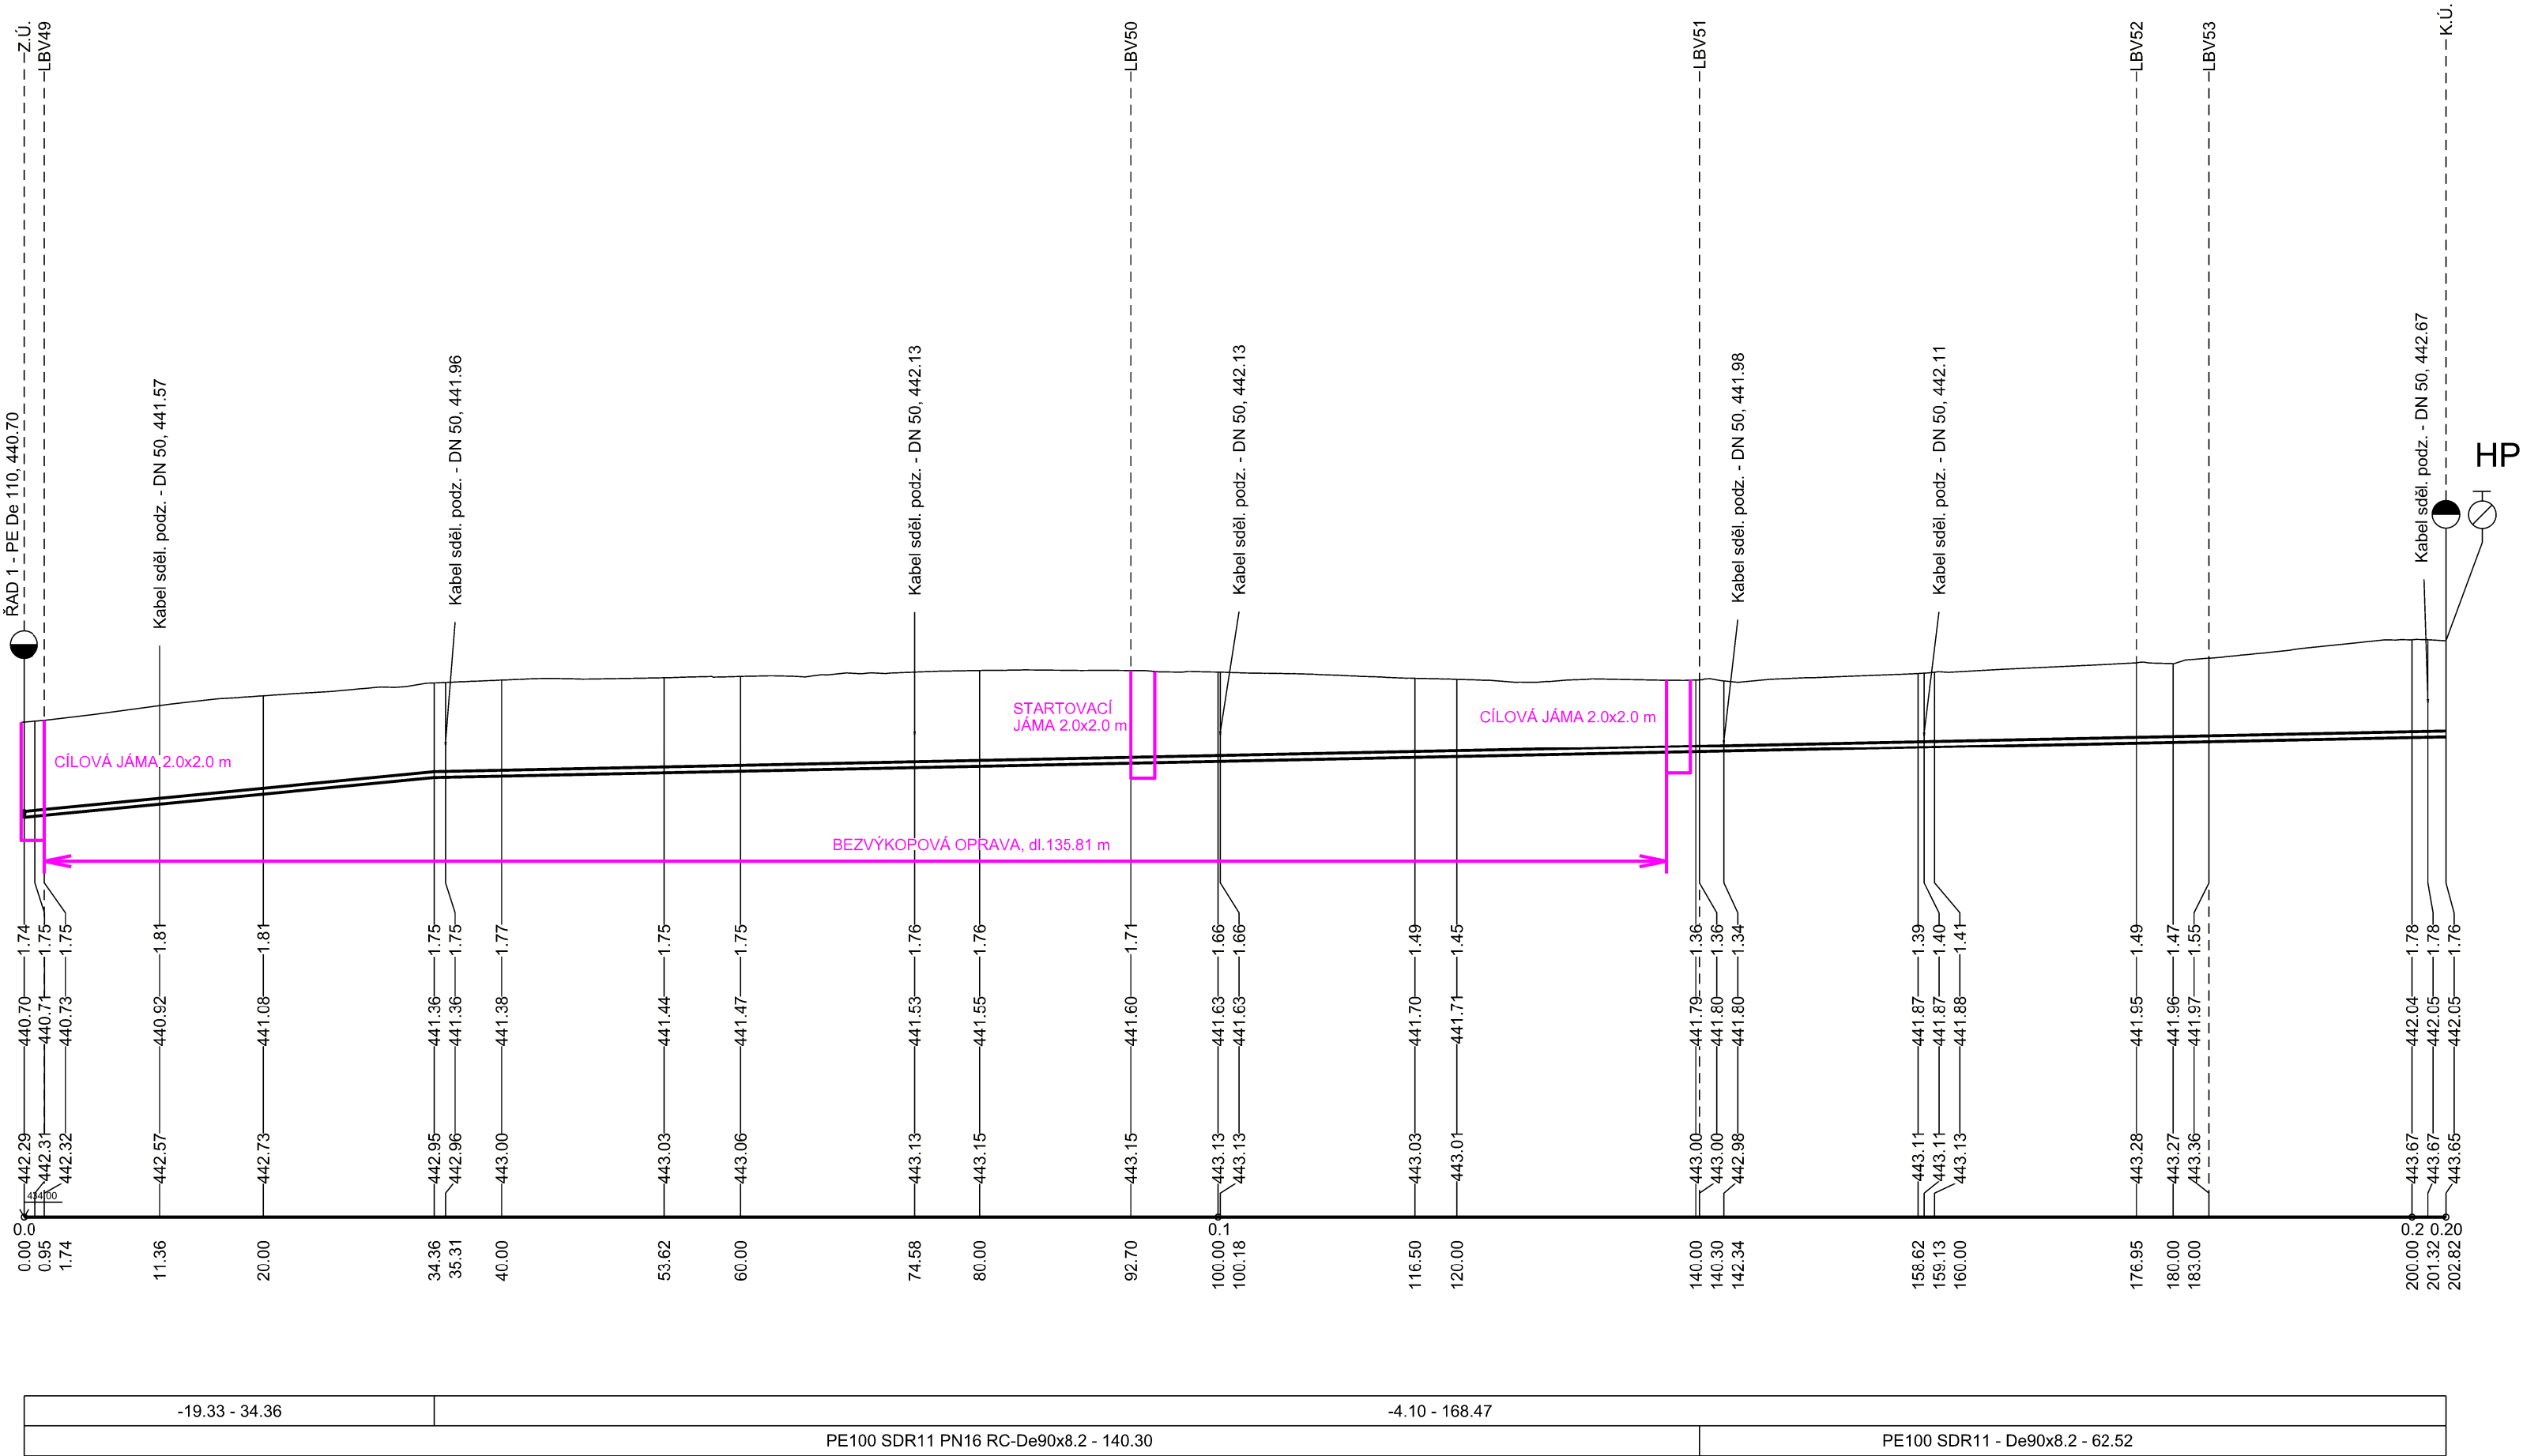 Z.Ú.
LBV49
LBV50
LBV51
LBV52
LBV53
K.Ú.
ŘAD 1 - PE De 110, 440.70
Kabel sděl. podz. - DN 50, 441.57
Kabel sděl. podz. - DN 50, 441.96
Kabel sděl. podz. - DN 50, 442.13
Kabel sděl. podz. - DN 50, 442.13
Kabel sděl. podz. - DN 50, 441.98
Kabel sděl. podz. - DN 50, 442.11
Kabel sděl. podz. - DN 50, 442.67
HP
CÍLOVÁ JÁMA 2.0x2.0 m
STARTOVACÍ
JÁMA 2.0x2.0 m
CÍLOVÁ JÁMA 2.0x2.0 m
BEZVÝKOPOVÁ OPRAVA, dl.135.81 m
1.74 1.75 1.75 1.81 1.81 1.75 1.75 1.77 1.75 1.75 1.76 1.76 1.71 1.66 1.66 1.49 1.45 1.36 1.36 1.34 1.39 1.40 1.41 1.49 1.47 1.55 1.78 1.78 1.76
440.70 440.71 440.73 440.92 441.08 441.36 441.36 441.38 441.44 441.47 441.53 441.55 441.60 441.63 441.63 441.70 441.71 441.79 441.80 441.80 441.87 441.87 441.88 441.95 441.96 441.97 442.04 442.05 442.05
442.29 442.31 442.32 442.57 442.73 442.95 442.96 443.00 443.03 443.06 443.13 443.15 443.15 443.13 443.13 443.03 443.01 443.00 443.00 442.98 443.11 443.11 443.13 443.28 443.27 443.36 443.67 443.67 443.65
434.00
0.0 0.1 0.2 0.20
0.00 0.95 1.74 11.36 20.00 34.36 35.31 40.00 53.62 60.00 74.58 80.00 92.70 100.00 100.18 116.50 120.00 140.00 140.30 142.34 158.62 159.13 160.00 176.95 180.00 183.00 200.00 201.32 202.82
-19.33 - 34.36
-4.10 - 168.47
PE100 SDR11 PN16 RC-De90x8.2 - 140.30
PE100 SDR11 - De90x8.2 - 62.52